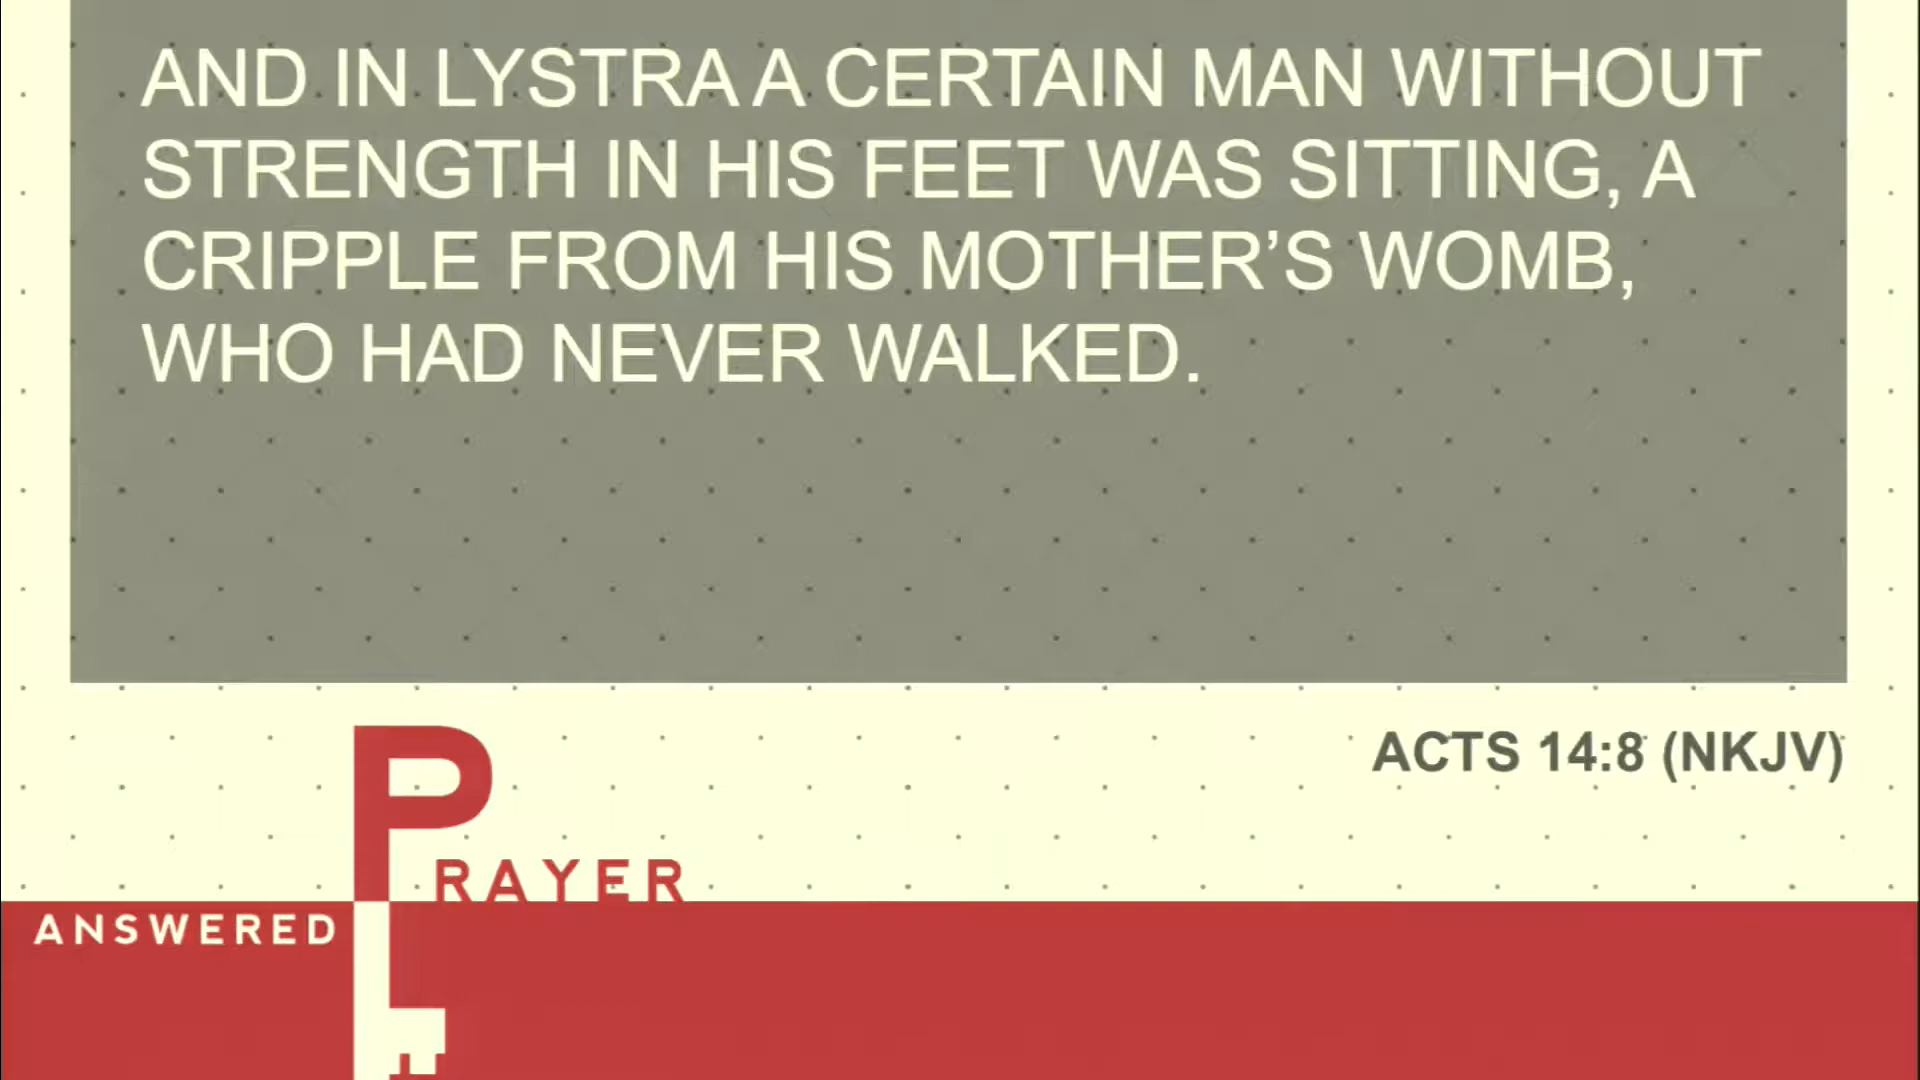 AND IN LYSTRA A CERTAIN MAN WITHOUT
STRENGTH IN HIS FEET WAS SITTING, A
CRIPPLE FROM HIS MOTHER’S WOMB,
WHO HAD NEVER WALKED.
ACTS 14:8 (NKJV)
PRAYER
ANSWERED